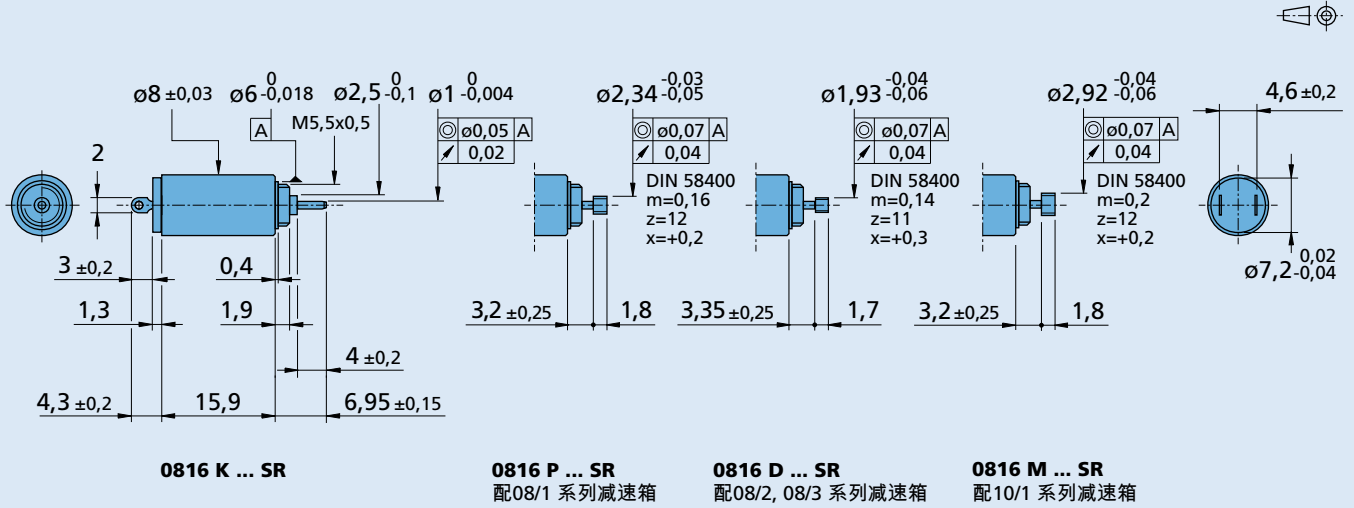 ø8 ±0,03
ø6 0 -0,018
A
ø2,5 0 -0,1
M5,5x0,5
ø1 0 -0,004
ø0,05 A
0,02
2
3 ±0,2
0,4
1,3
1,9
4 ±0,2
4,3 ±0,2
15,9
6,95 ±0,15
0816 K ... SR
ø2,34 -0,03 -0,05
ø0,07 A
0,04
DIN 58400
m=0,16
z=12
x=+0,2
3,2 ±0,25
1,8
0816 P ... SR
配08/1 系列减速箱
ø1,93 -0,04 -0,06
ø0,07 A
0,04
DIN 58400
m=0,14
z=11
x=+0,3
3,35 ±0,25
1,7
0816 D ... SR
配08/2, 08/3 系列减速箱
ø2,92 -0,04 -0,06
ø0,07 A
0,04
DIN 58400
m=0,2
z=12
x=+0,2
3,2 ±0,25
1,8
0816 M ... SR
配10/1 系列减速箱
4,6 ±0,2
ø7,2 0,02 -0,04